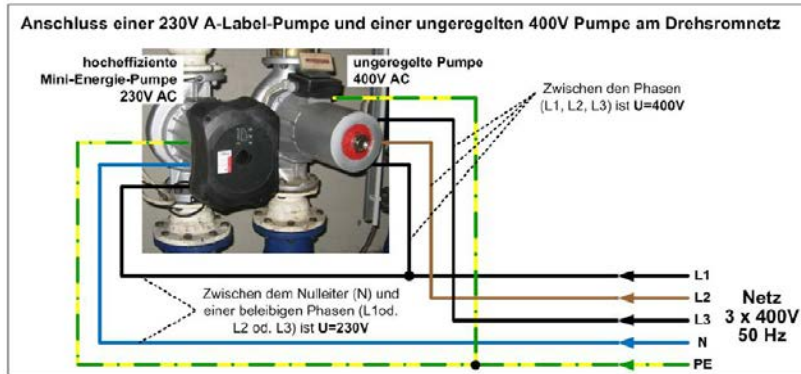 Anschluss einer 230V A-Label-Pumpe und einer ungeregelten 400V Pumpe am Drehsromnetz
hocheffiziente
Mini-Energie-Pumpe
230V AC
ungeregelte Pumpe
400V AC
Zwischen den Phasen
(L1, L2, L3) ist U=400V
Zwischen dem Nulleiter (N) und
einer beleibigen Phasen (L1od.
L2 od. L3) ist U=230V
L1
L2
L3
N
PE
Netz
3 x 400V
50 Hz